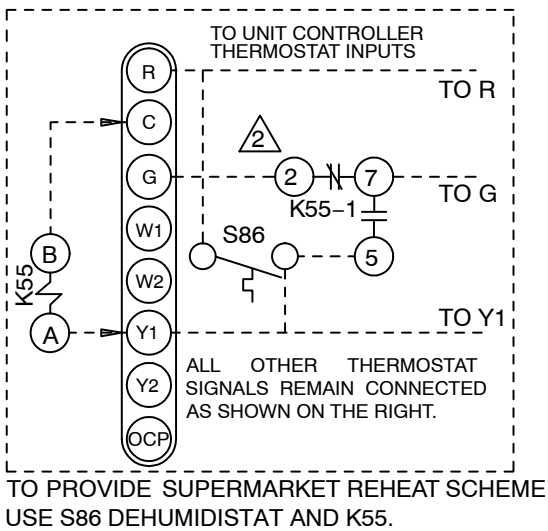 TO UNIT CONTROLLER
THERMOSTAT INPUTS
R
TO R
C
2
G
2
7
TO G
K55-1
W1
S86
B
5
K55
W2
A
Y1
TO Y1
ALL OTHER THERMOSTAT
SIGNALS REMAIN CONNECTED
AS SHOWN ON THE RIGHT.
Y2
OCP
TO PROVIDE SUPERMARKET REHEAT SCHEME
USE S86 DEHUMIDISTAT AND K55.